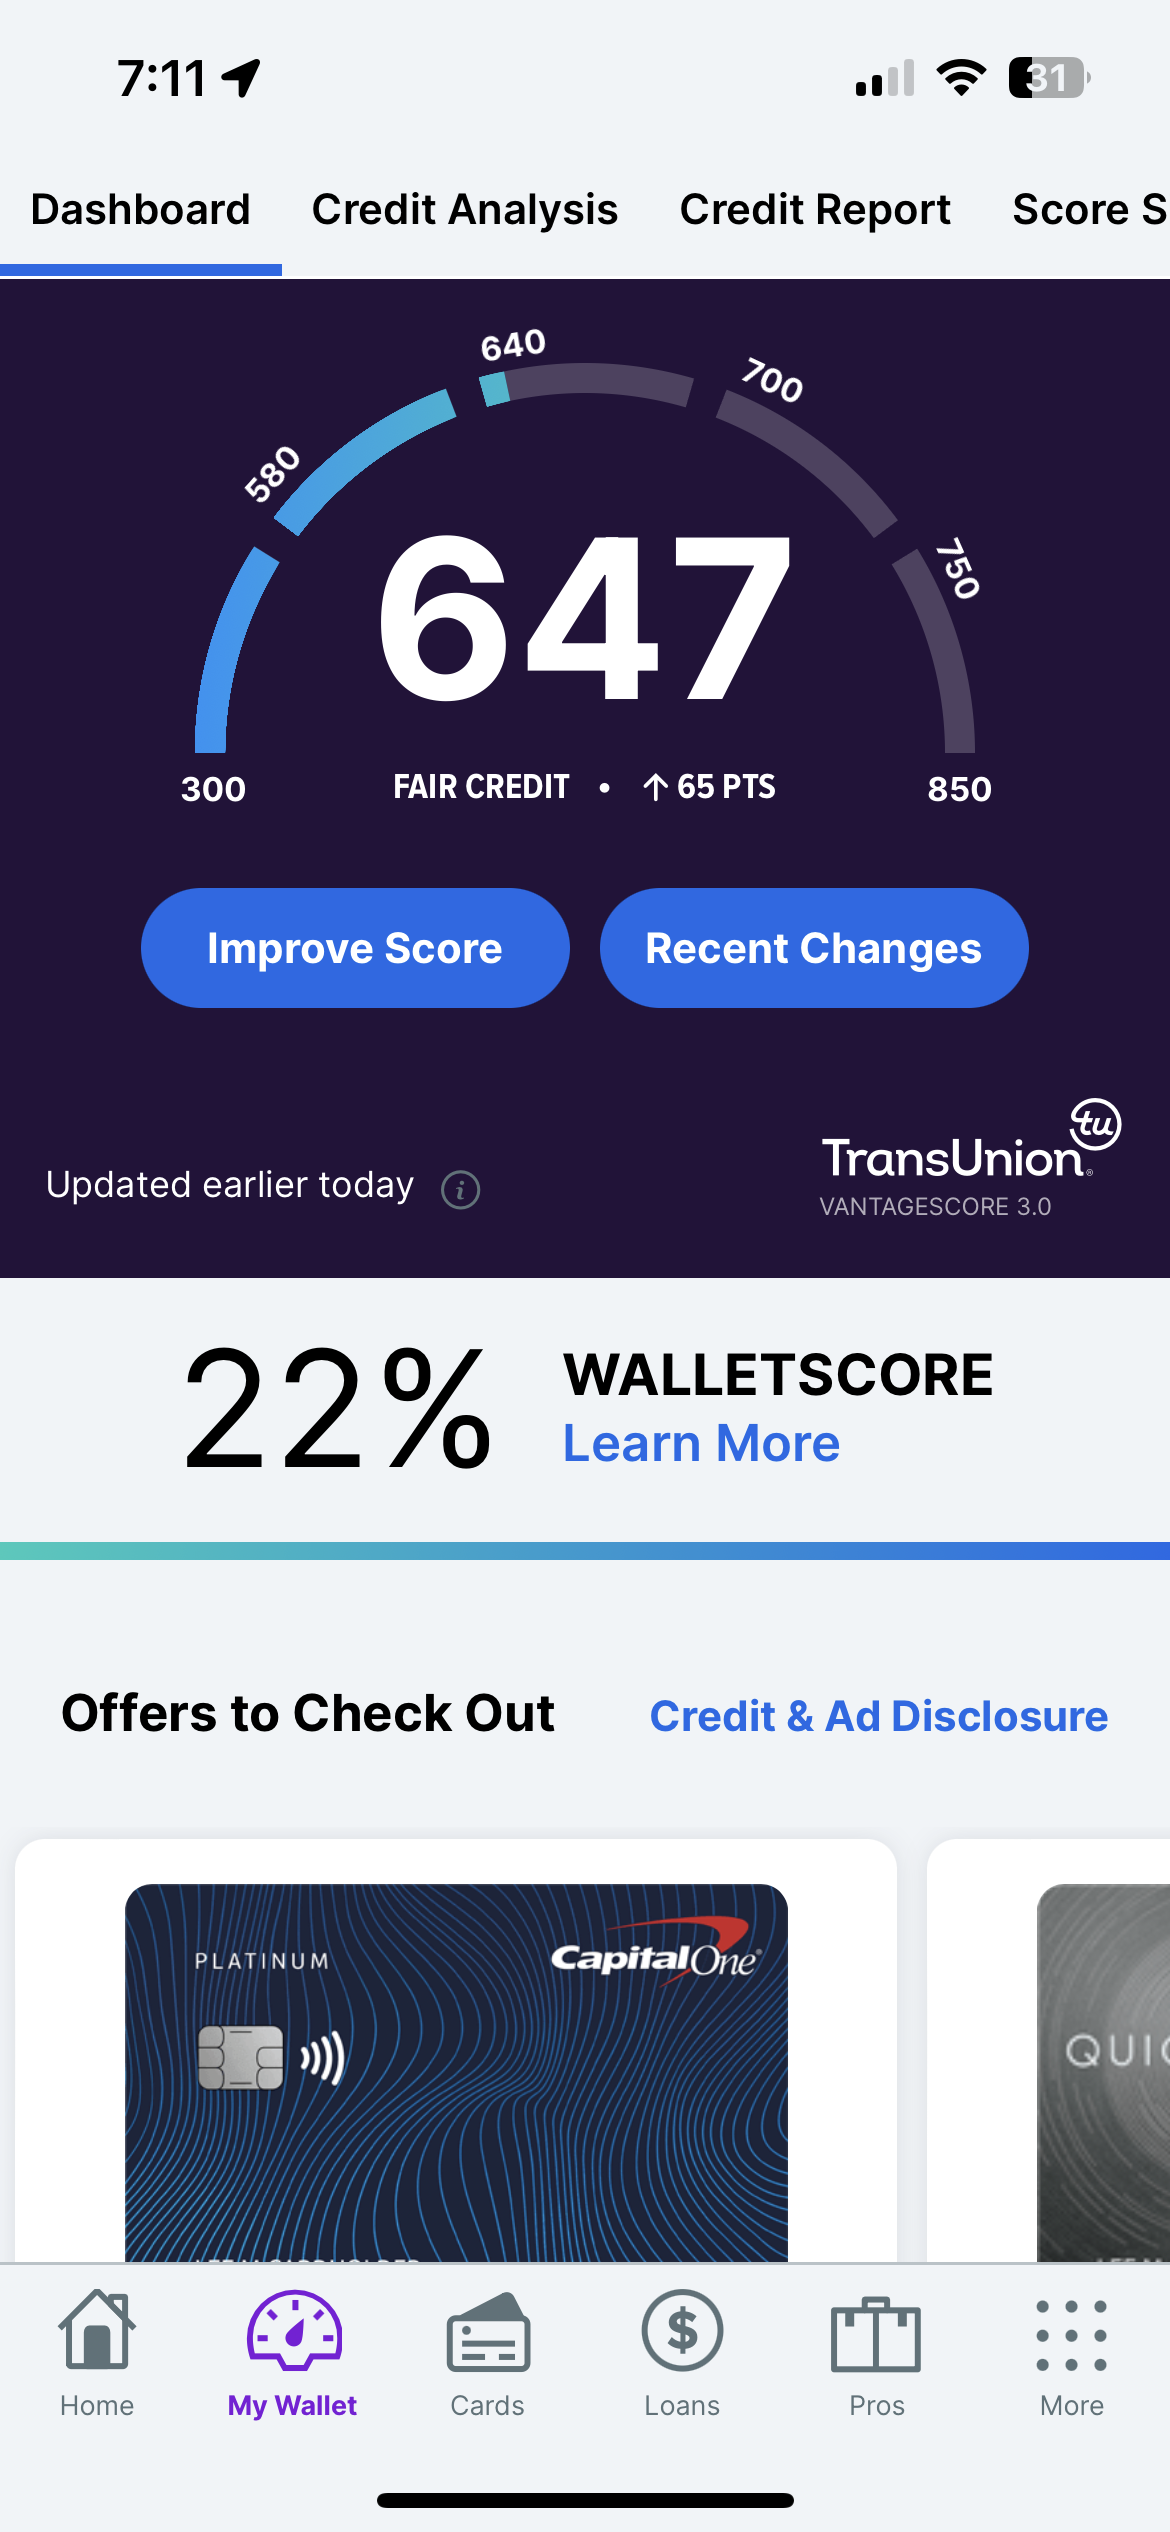 7:11
31
Dashboard Credit Analysis Credit Report Score S
640
700
580
750
647
300 FAIR CREDIT • ↑ 65 PTS 850
Improve Score Recent Changes
tu
TransUnion®
Updated earlier today i
VANTAGESCORE 3.0
22% WALLETSCORE
Learn More
Offers to Check Out Credit & Ad Disclosure
PLATINUM CapitalOne®
QUIC
Home My Wallet Cards Loans Pros More